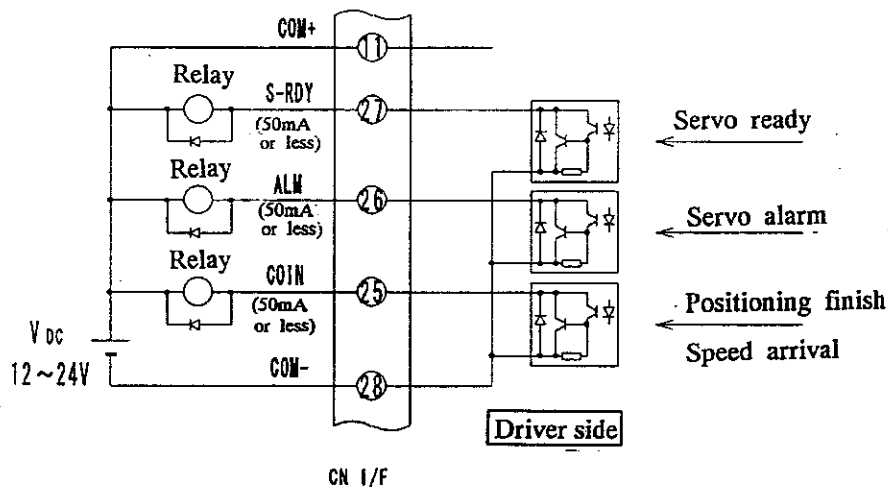 COM+
11
Relay
S-RDY
27
(50mA
or less)
Servo ready
Relay
ALM
26
(50mA
or less)
Servo alarm
Relay
COIN
25
(50mA
or less)
Positioning finish
Speed arrival
V DC
12~24V
COM-
28
Driver side
CN I/F